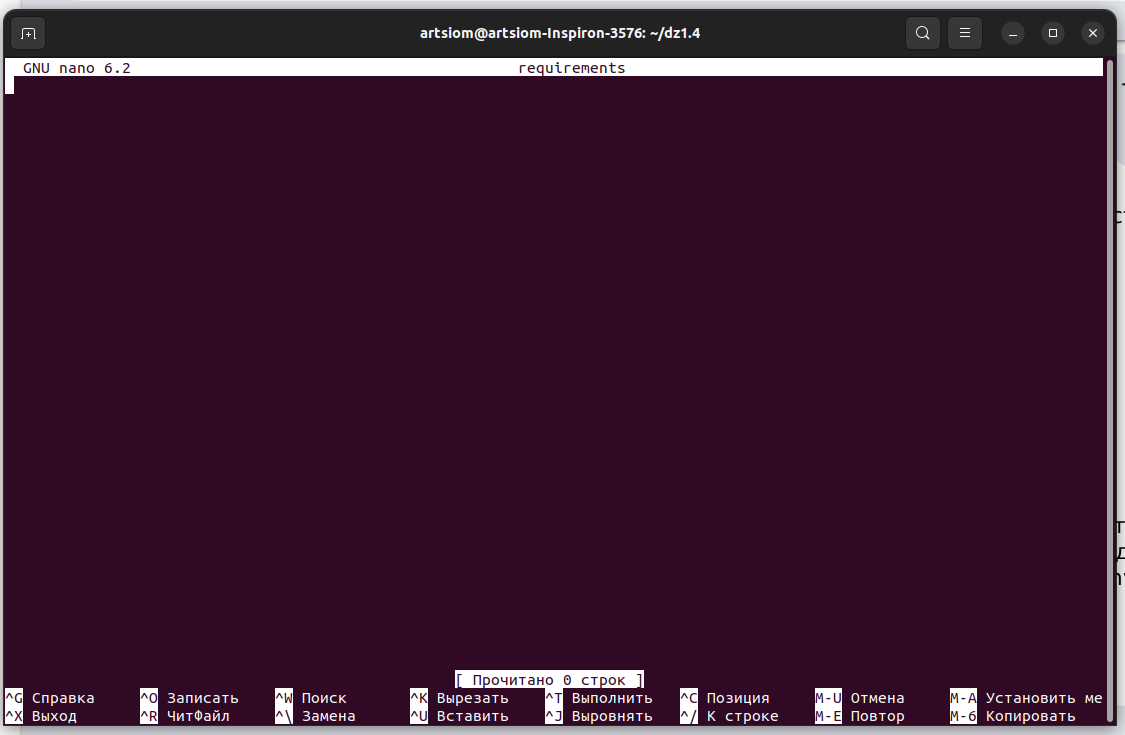 artsiom@artsiom-Inspiron-3576: ~/dz1.4
GNU nano 6.2 requirements
[ Прочитано 0 строк ]
^G Справка ^O Записать ^W Поиск ^K Вырезать ^T Выполнить ^C Позиция M-U Отмена M-A Установить ме
^X Выход ^R ЧитФайл ^\ Замена ^U Вставить ^J Выровнять ^/ К строке M-E Повтор M-6 Копировать